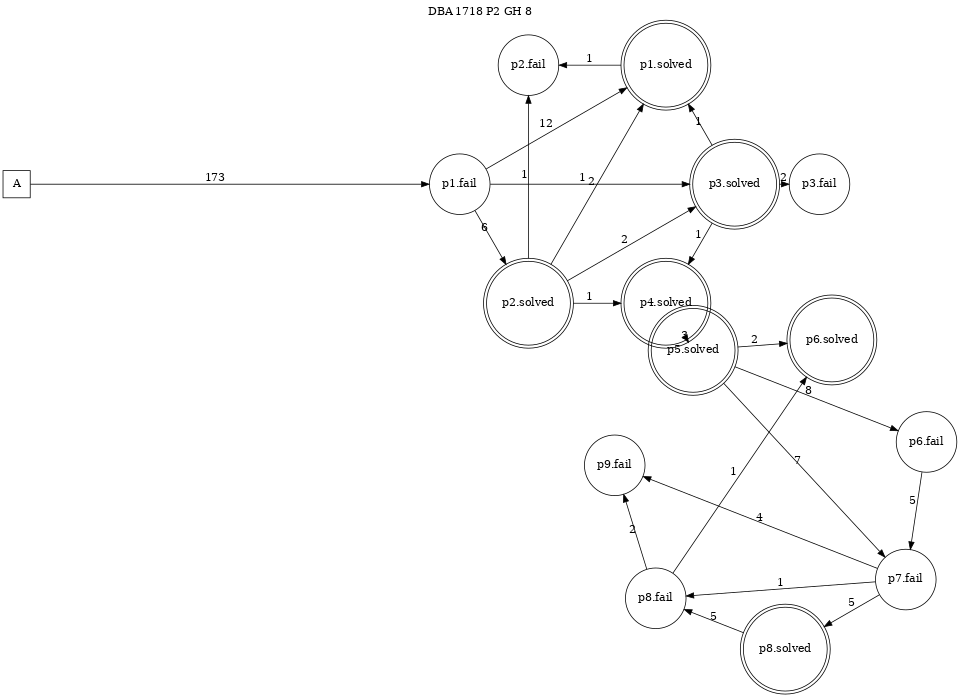 DBA 1718 P2 GH 8
p2.fail
1
p1.solved
12
1
A
173
p1.fail
1
2
p3.solved
2
p3.fail
1
6
2
1
p2.solved
1
p4.solved
3
p5.solved
2
p6.solved
8
p6.fail
p9.fail
7
1
5
4
2
p7.fail
p8.fail
1
5
5
p8.solved